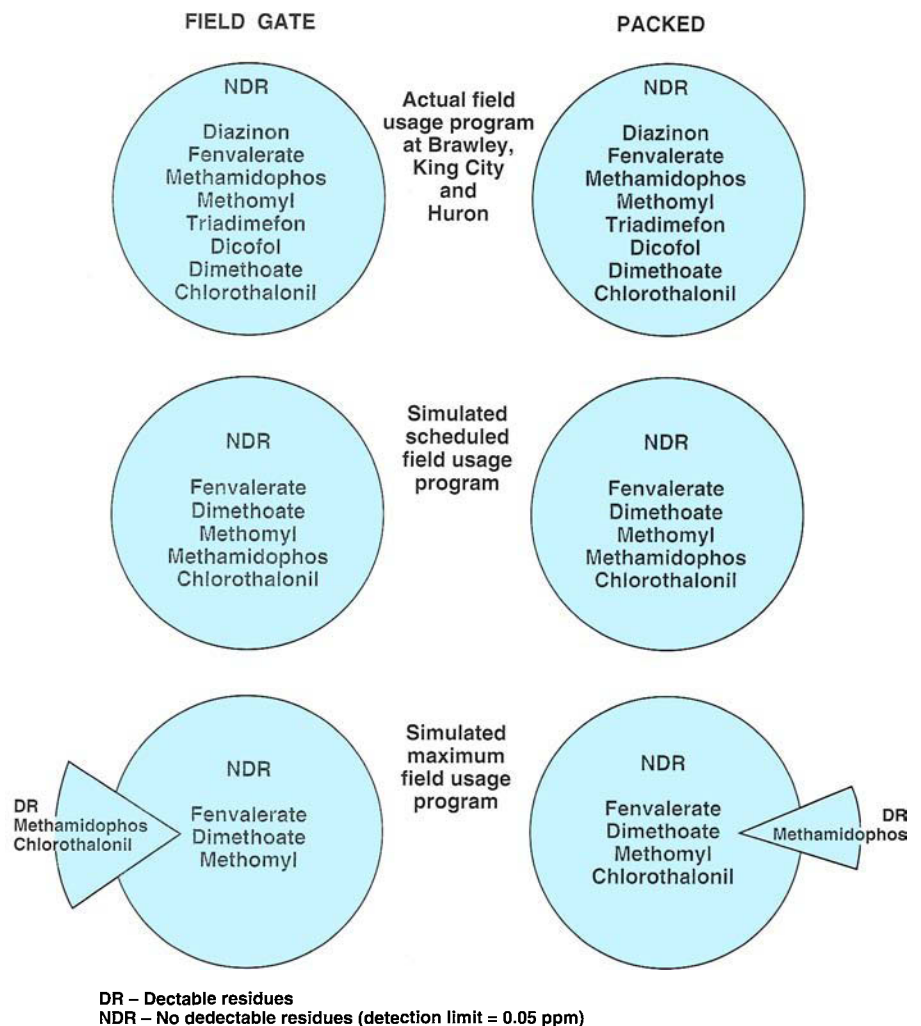 FIELD GATE
PACKED
NDR
Diazinon
Fenvalerate
Methamidophos
Methomyl
Triadimefon
Dicofol
Dimethoate
Chlorothalonil
Actual field
usage program
at Brawley,
King City
and
Huron
NDR
Diazinon
Fenvalerate
Methamidophos
Methomyl
Triadimefon
Dicofol
Dimethoate
Chlorothalonil
NDR
Fenvalerate
Dimethoate
Methomyl
Methamidophos
Chlorothalonil
Simulated
scheduled
field usage
program
NDR
Fenvalerate
Dimethoate
Methomyl
Methamidophos
Chlorothalonil
DR
Methamidophos
Chlorothalonil
NDR
Fenvalerate
Dimethoate
Methomyl
Simulated
maximum
field usage
program
NDR
Fenvalerate
Dimethoate
Methomyl
Chlorothalonil
DR
Methamidophos
DR – Dectable residues
NDR – No dedectable residues (detection limit = 0.05 ppm)